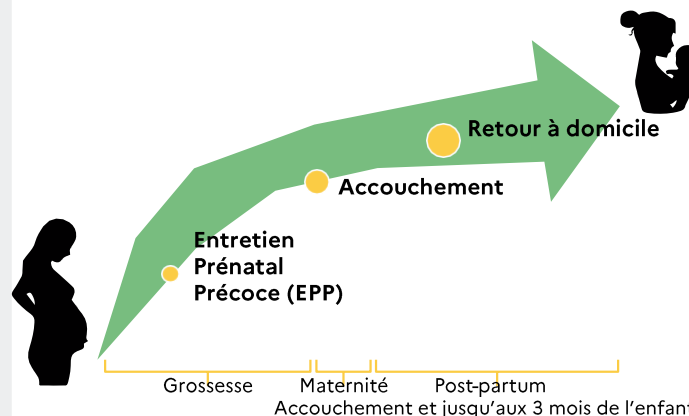 Retour à domicile
Accouchement
Entretien
Prénatal
Précoce (EPP)
Grossesse
Maternité
Post-partum
Accouchement et jusqu’aux 3 mois de l’enfant